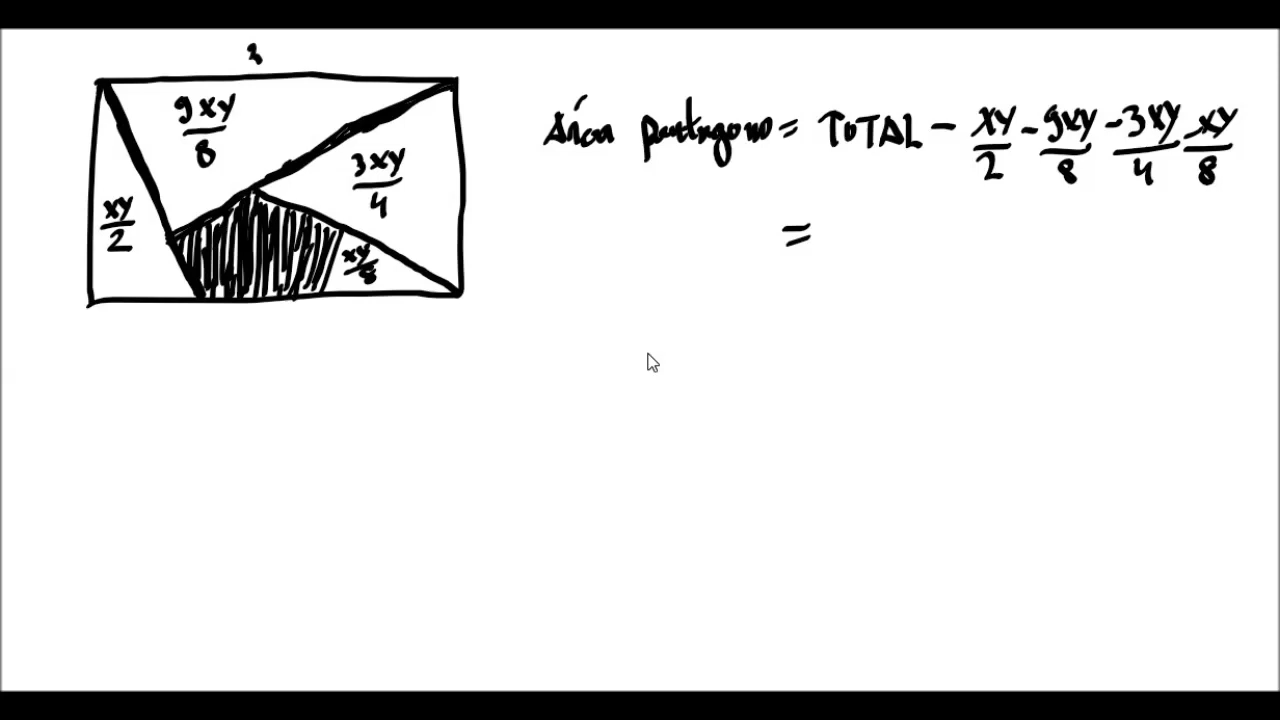 9xy/8
3xy/4
xy/2
xy/8
Área pentagono = TOTAL - xy/2 - 9xy/8 - 3xy/4 - xy/8
=